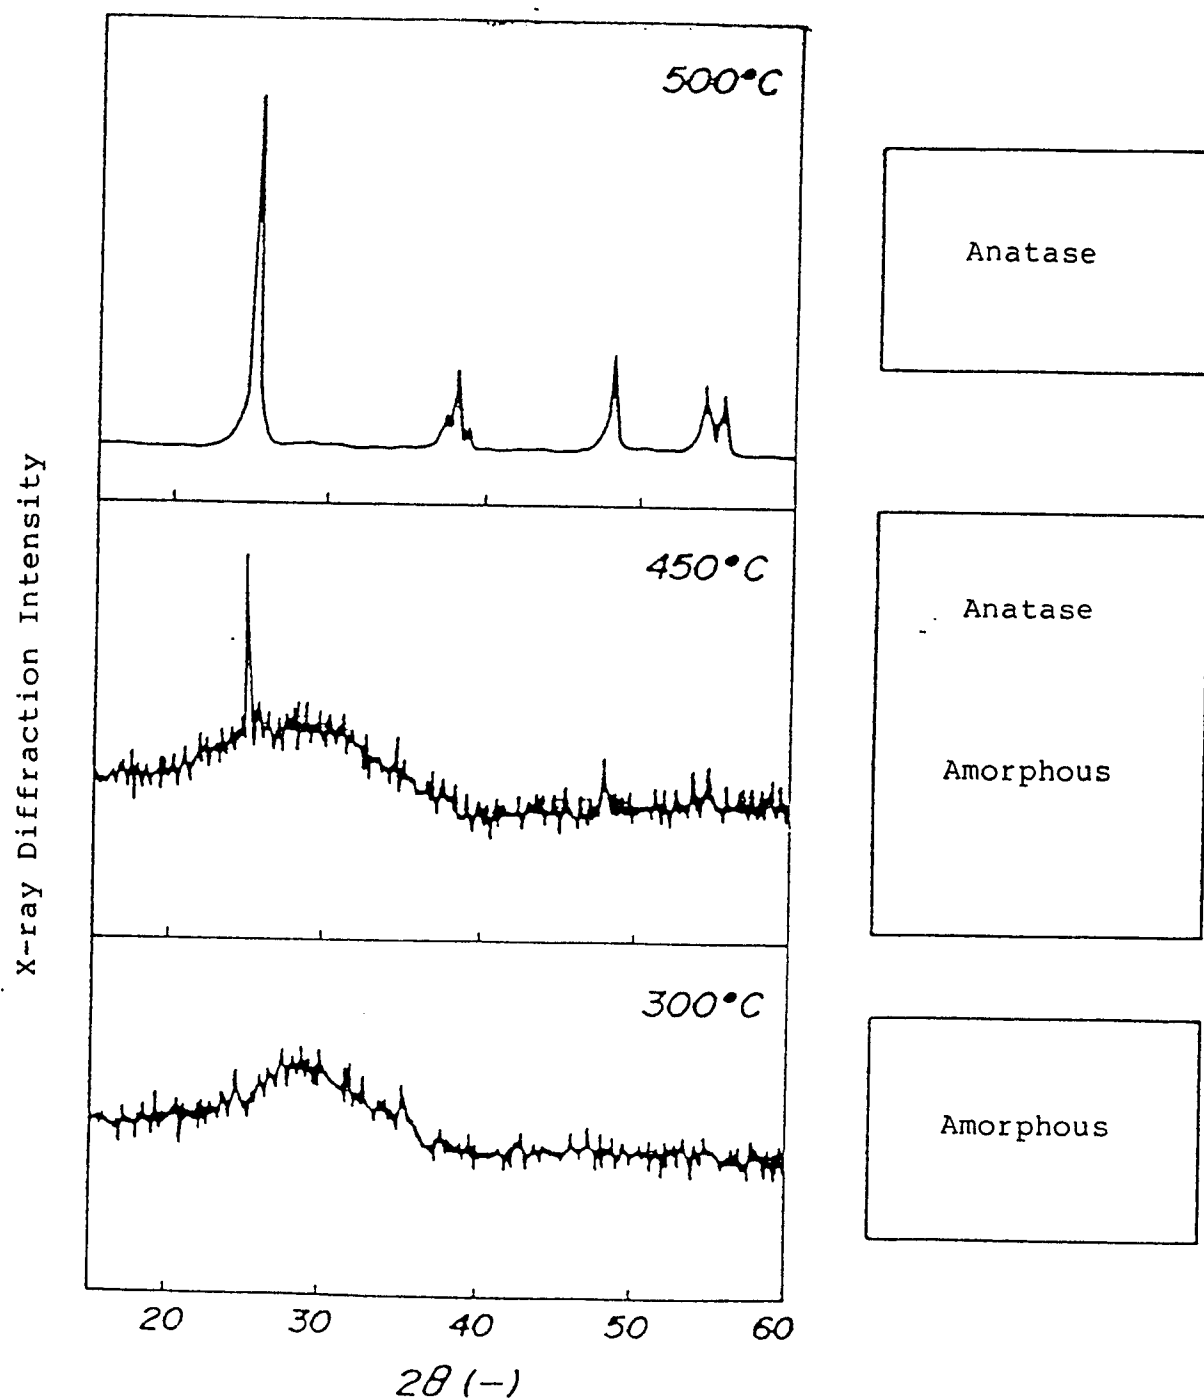 X-ray Diffraction Intensity
500°C
Anatase
450°C
Anatase
Amorphous
300°C
Amorphous
20 30 40 50 60
2θ (-)